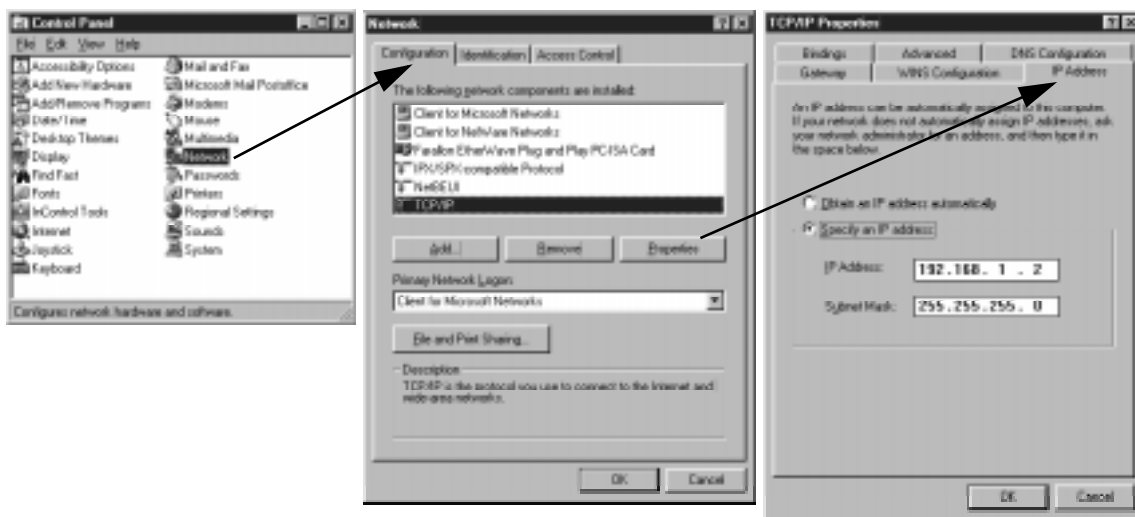 Control Panel
File Edit View Help
Accessibility Options
Add New Hardware
Add/Remove Programs
Date/Time
Desktop Themes
Display
Find Fast
Fonts
InControl Tools
Internet
Joystick
Keyboard
Mail and Fax
Microsoft Mail Postoffice
Modems
Mouse
Multimedia
Network
Passwords
Printers
Regional Settings
Sounds
System
Configures network hardware and software.
Network
Configuration Identification Access Control
The following network components are installed:
Client for Microsoft Networks
Client for NetWare Networks
Farallon EtherWave Plug and Play PC-ISA Card
IPX/SPX-compatible Protocol
NetBEUI
TCP/IP
Add... Remove Properties
Primary Network Logon:
Client for Microsoft Networks
File and Print Sharing...
Description
TCP/IP is the protocol you use to connect to the Internet and
wide-area networks.
OK Cancel
TCP/IP Properties
Bindings Advanced DNS Configuration
Gateway WINS Configuration IP Address
An IP address can be automatically assigned to this computer.
If your network does not automatically assign IP addresses, ask
your network administrator for an address, and then type it in
the space below.
Obtain an IP address automatically
Specify an IP address:
IP Address: 192.168. 1 . 2
Subnet Mask: 255.255.255. 0
OK Cancel